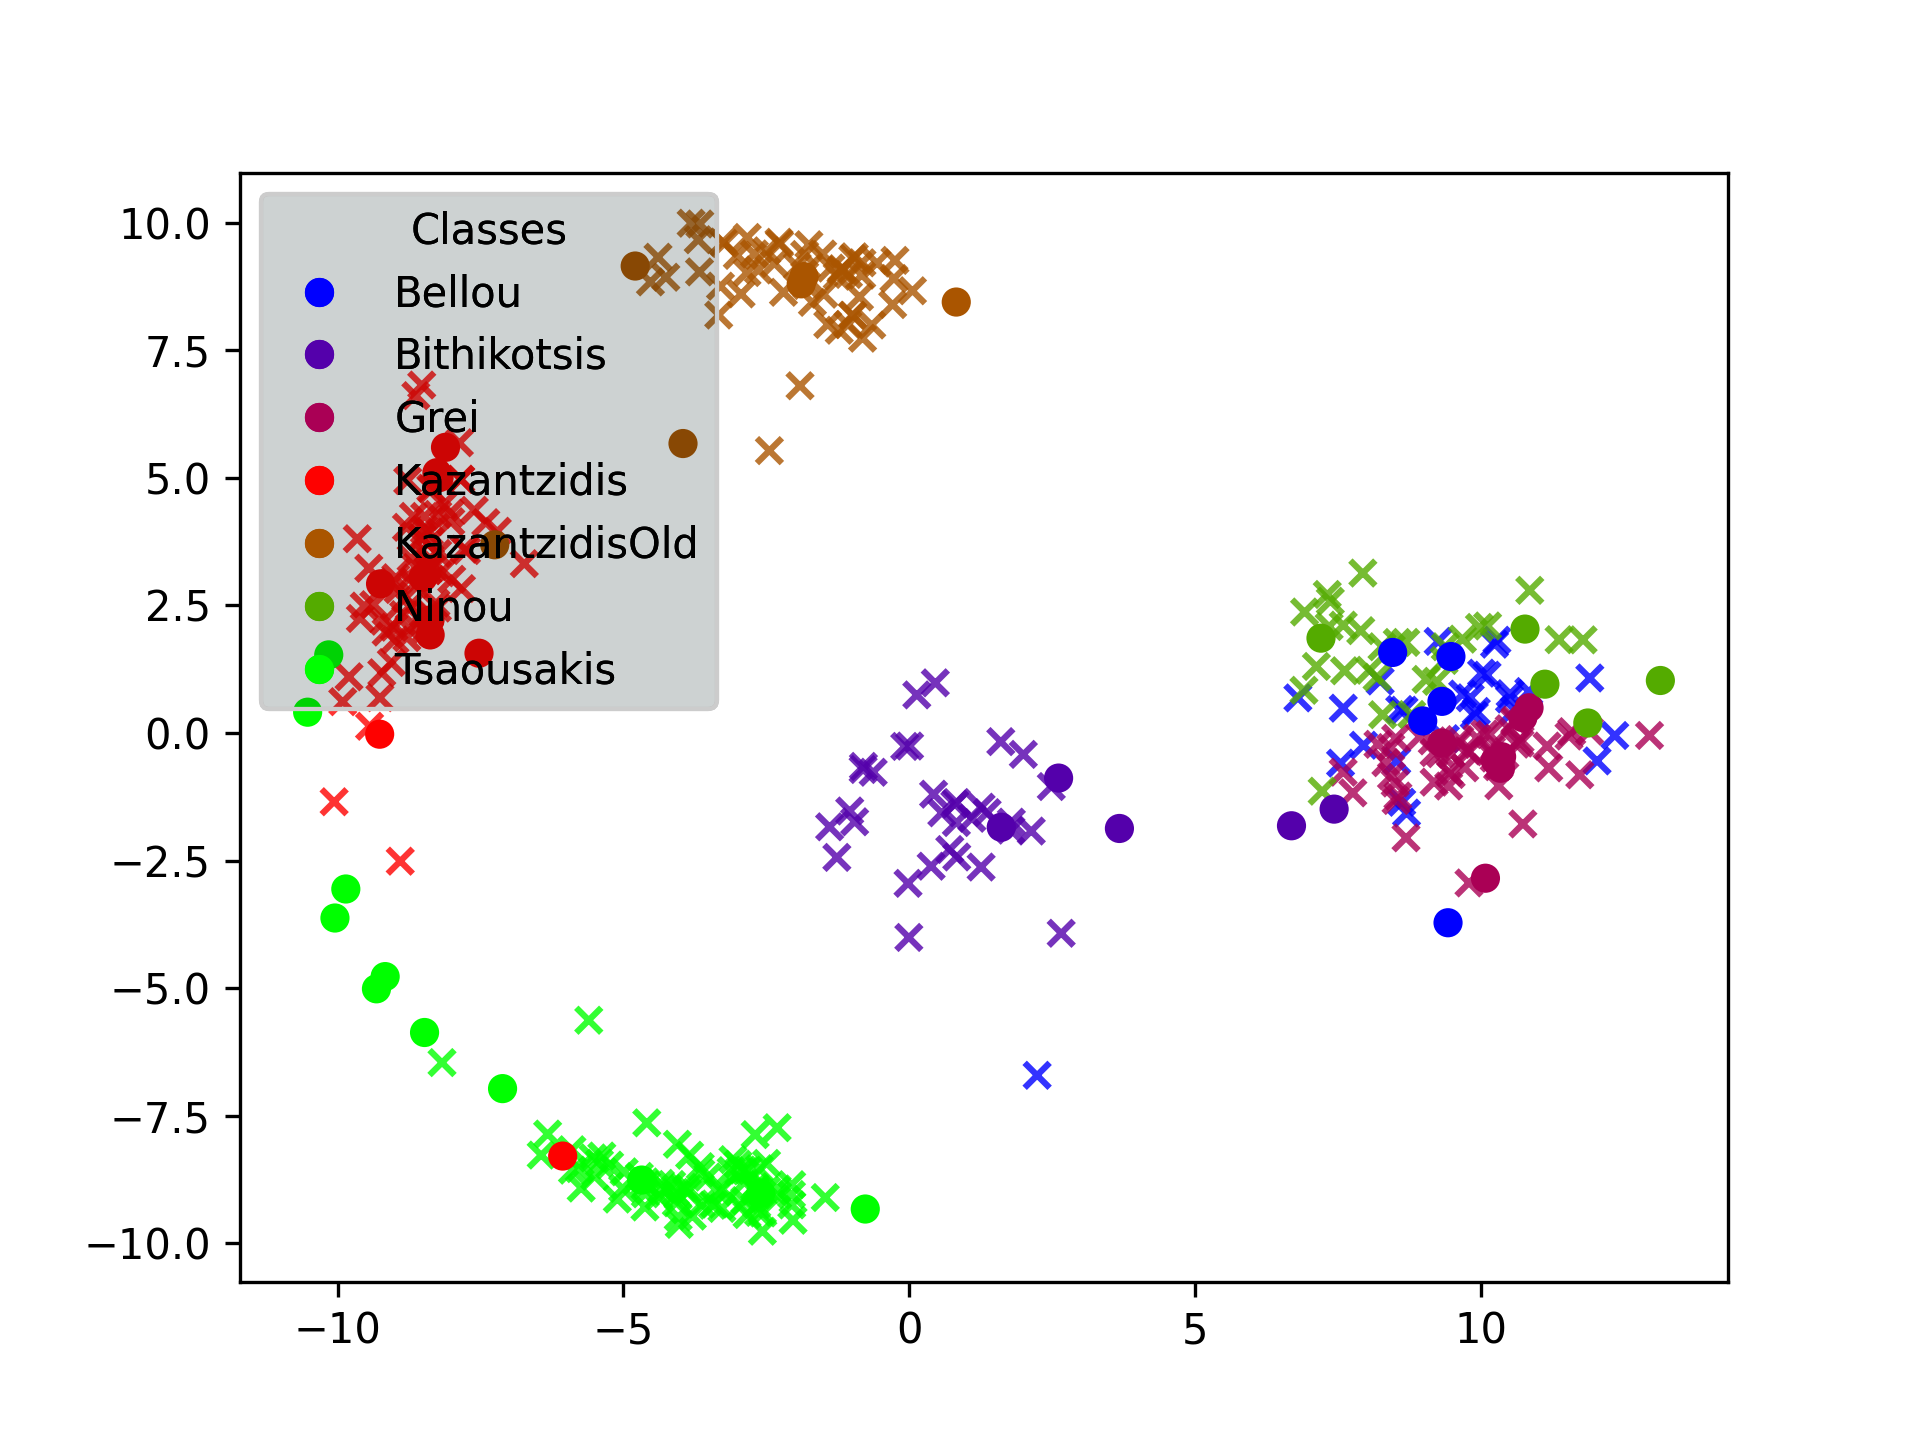 Classes
Bellou
Bithikotsis
Grei
Kazantzidis
KazantzidisOld
Ninou
Tsaousakis
10.0
7.5
5.0
2.5
0.0
−2.5
−5.0
−7.5
−10.0
−10 −5 0 5 10